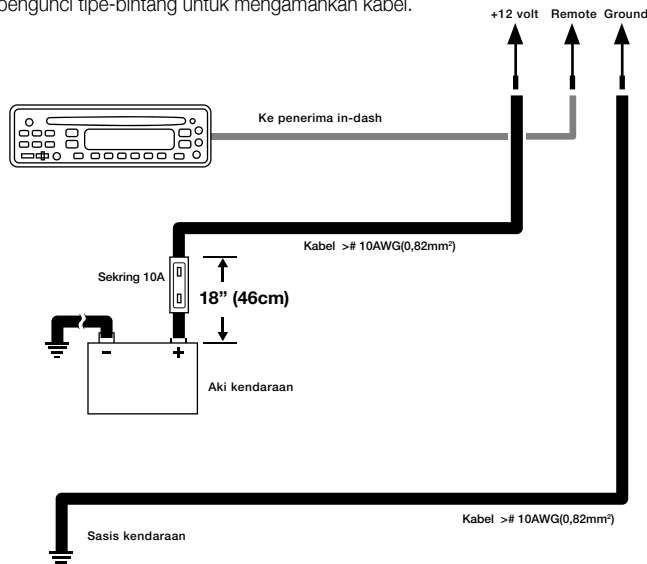 pengunci tipe-bintang untuk mengamankan kabel.
+12 volt Remote Ground
Ke penerima in-dash
Kabel ># 10AWG(0,82mm²)
Sekring 10A
18” (46cm)
− +
Aki kendaraan
Kabel ># 10AWG(0,82mm²)
Sasis kendaraan